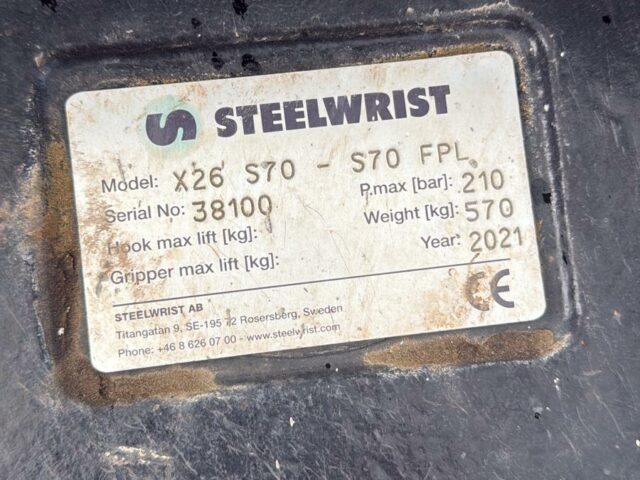 STEELWRIST
Model: X26 S70 - S70 FPL
Serial No: 38100 P.max [bar]: 210
Hook max lift [kg]: Weight [kg]: 570
Gripper max lift [kg]: Year: 2021
CE
STEELWRIST AB
Titangatan 9, SE-195 72 Rosersberg, Sweden
Phone: +46 8 626 07 00 - www.steelwrist.com